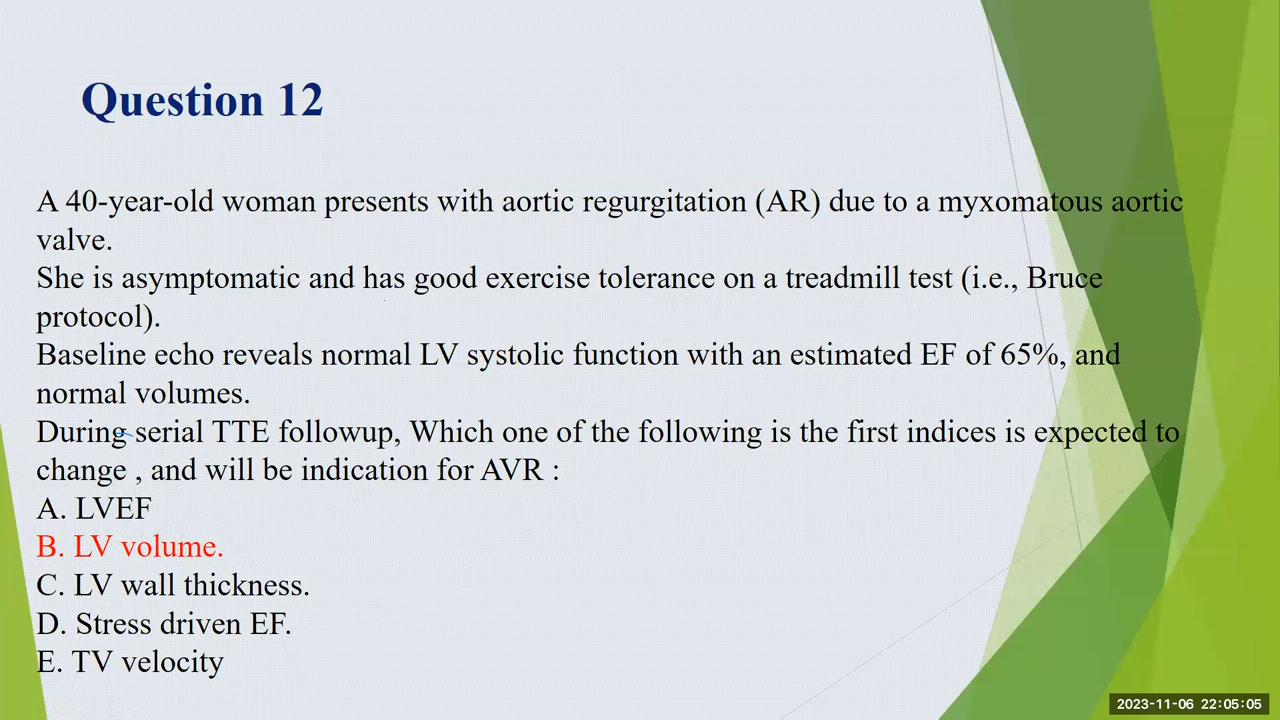 Question 12
A 40-year-old woman presents with aortic regurgitation (AR) due to a myxomatous aortic
valve.
She is asymptomatic and has good exercise tolerance on a treadmill test (i.e., Bruce
protocol).
Baseline echo reveals normal LV systolic function with an estimated EF of 65%, and
normal volumes.
During serial TTE followup, Which one of the following is the first indices is expected to
change , and will be indication for AVR :
A. LVEF
B. LV volume.
C. LV wall thickness.
D. Stress driven EF.
E. TV velocity
2023-11-06 22:05:05